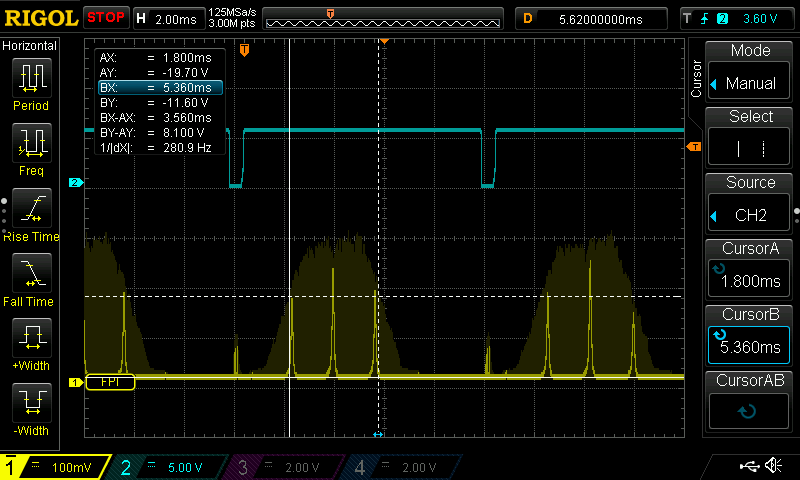 RIGOL STOP H 2.00ms 125MSa/s 3.00M pts T D 5.62000000ms T 2 3.60 V
Horizontal
Period
Freq
Rise Time
Fall Time
+Width
-Width
T
AX: = 1.800ms
AY: = -19.70 V
BX: = 5.360ms
BY: = -11.60 V
BX-AX: = 3.560ms
BY-AY: = 8.100 V
1/|dX|: = 280.9 Hz
2
T
1 FPI
Cursor
Mode
Manual
Select
Source
CH2
CursorA
1.800ms
CursorB
5.360ms
CursorAB
1 = 100mV 2 = 5.00 V 3 = 2.00 V 4 = 2.00 V